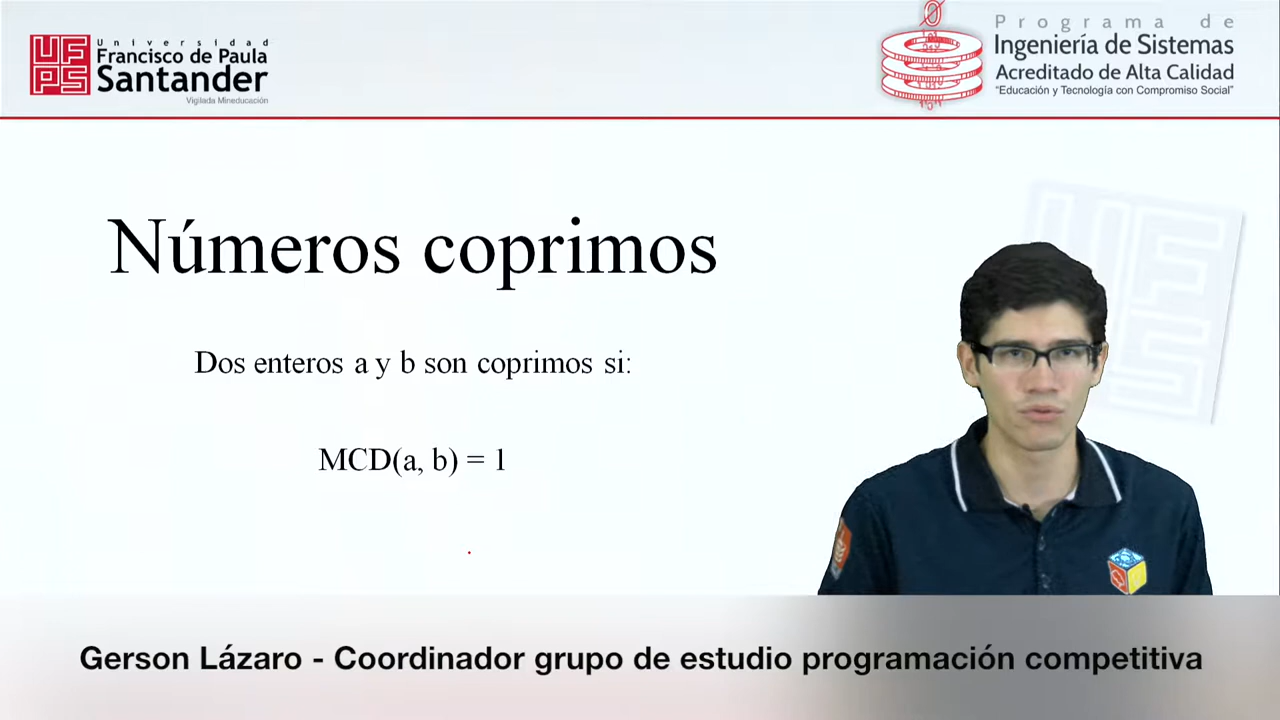 UFPS
Universidad
Francisco de Paula
Santander
Vigilada Mineducación
Programa de
Ingeniería de Sistemas
Acreditado de Alta Calidad
"Educación y Tecnología con Compromiso Social"
Números coprimos
Dos enteros a y b son coprimos si:
MCD(a, b) = 1
Gerson Lázaro - Coordinador grupo de estudio programación competitiva